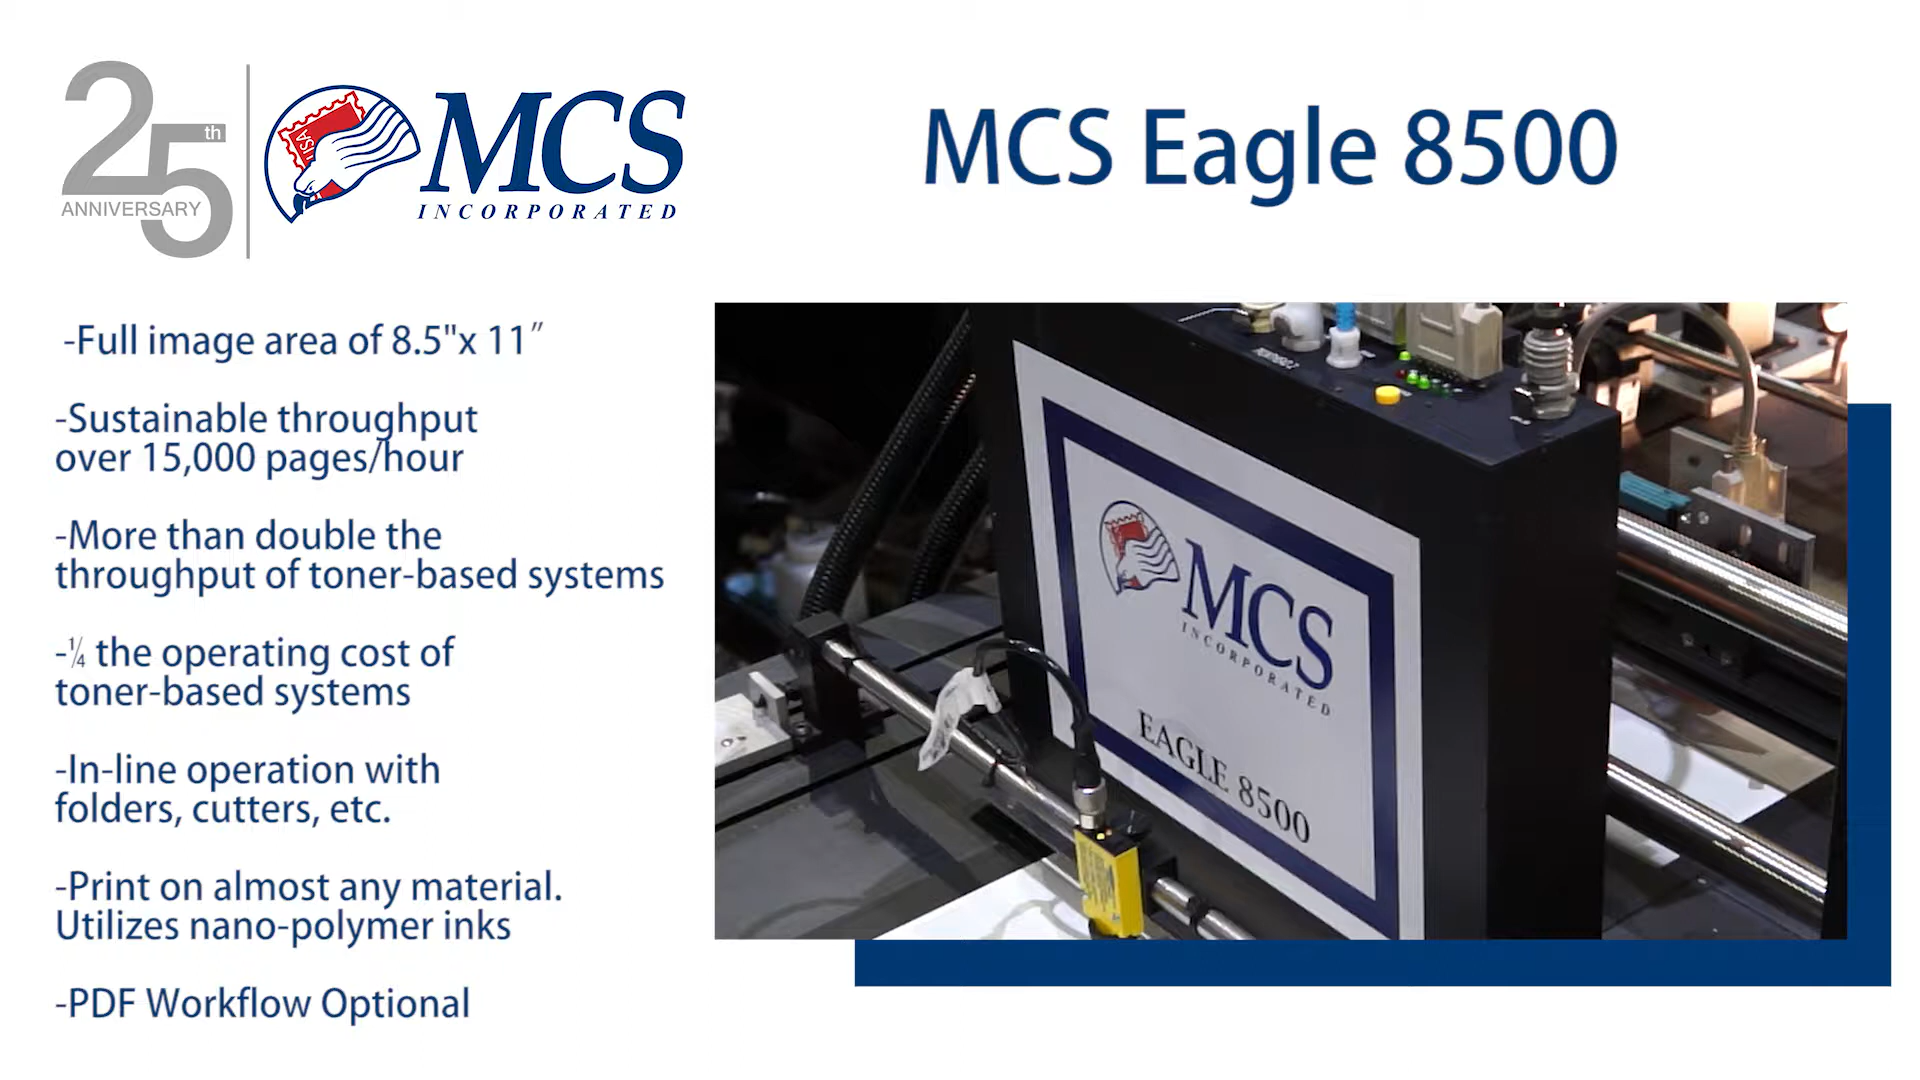 25th
ANNIVERSARY
USA
MCS
INCORPORATED
MCS Eagle 8500
-Full image area of 8.5"x 11″
-Sustainable throughput
over 15,000 pages/hour
-More than double the
throughput of toner-based systems
-¼ the operating cost of
toner-based systems
-In-line operation with
folders, cutters, etc.
-Print on almost any material.
Utilizes nano-polymer inks
-PDF Workflow Optional
MCS
INCORPORATED
EAGLE 8500